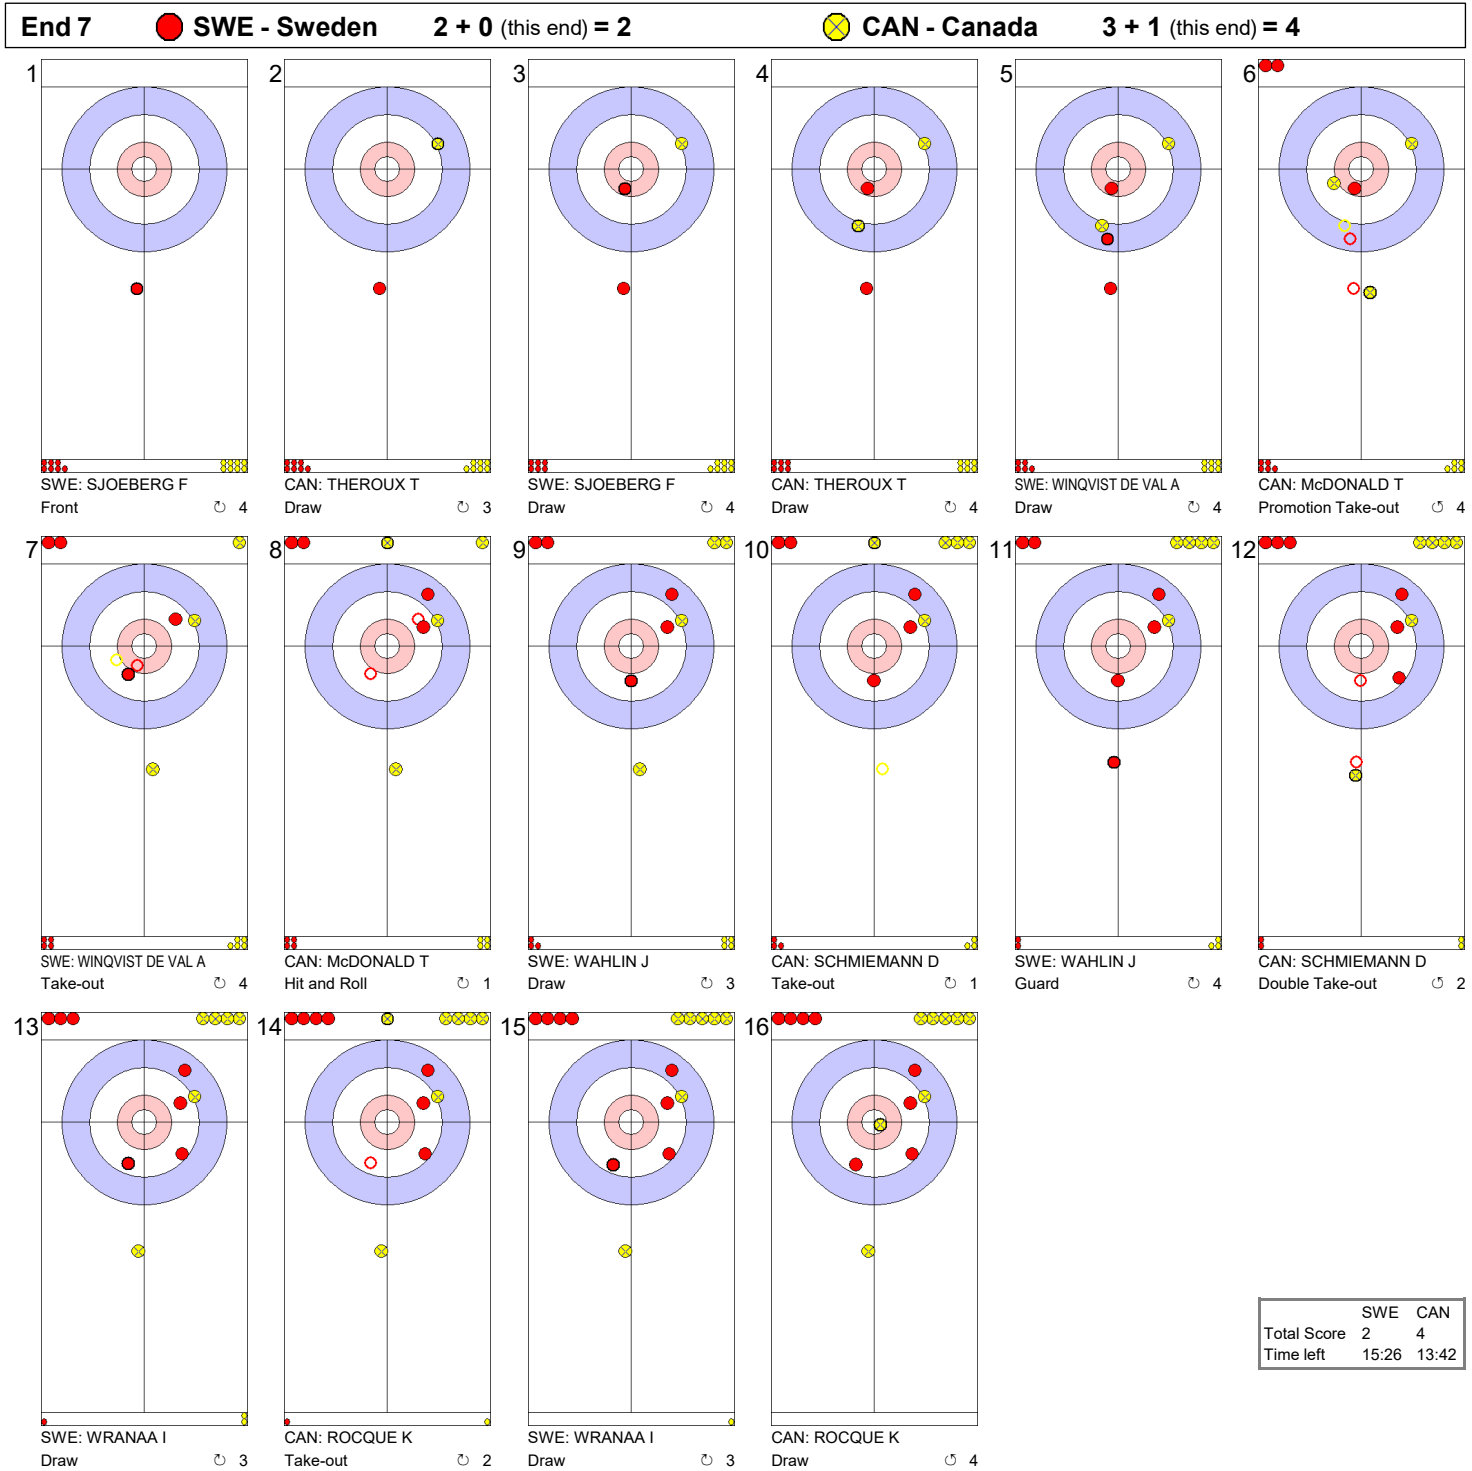 End 7 SWE - Sweden 2 + 0 (this end) = 2 CAN - Canada 3 + 1 (this end) = 4
1 2 3 4 5 6
SWE: SJOEBERG F CAN: THEROUX T SWE: SJOEBERG F CAN: THEROUX T SWE: WINQVIST DE VAL A CAN: McDONALD T
Front ↻ 4 Draw ↻ 3 Draw ↻ 4 Draw ↻ 4 Draw ↻ 4 Promotion Take-out ↺ 4
7 8 9 10 11 12
SWE: WINQVIST DE VAL A CAN: McDONALD T SWE: WAHLIN J CAN: SCHMIEMANN D SWE: WAHLIN J CAN: SCHMIEMANN D
Take-out ↻ 4 Hit and Roll ↻ 1 Draw ↻ 3 Take-out ↻ 1 Guard ↻ 4 Double Take-out ↺ 2
13 14 15 16
SWE CAN
Total Score 2 4
Time left 15:26 13:42
SWE: WRANAA I CAN: ROCQUE K SWE: WRANAA I CAN: ROCQUE K
Draw ↻ 3 Take-out ↻ 2 Draw ↻ 3 Draw ↺ 4